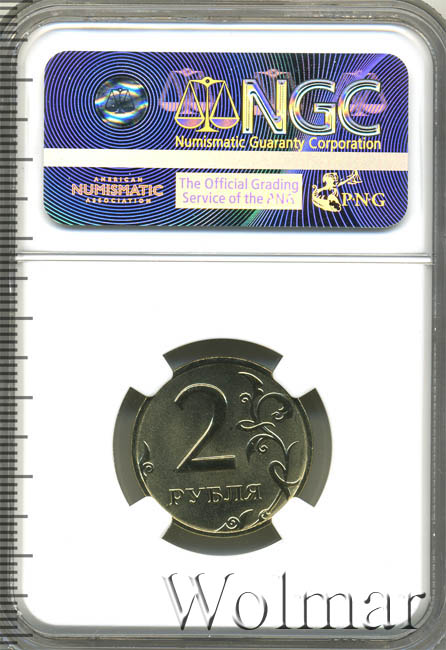 NGC
Numismatic Guaranty Corporation
AMERICAN
NUMISMATIC
ASSOCIATION
The Official Grading
Service of the PNG
PNG
2
РУБЛЯ
Wolmar